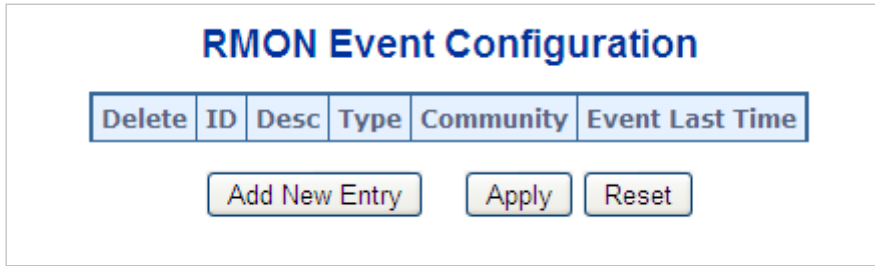 RMON Event Configuration
Delete ID Desc Type Community Event Last Time
Add New Entry Apply Reset